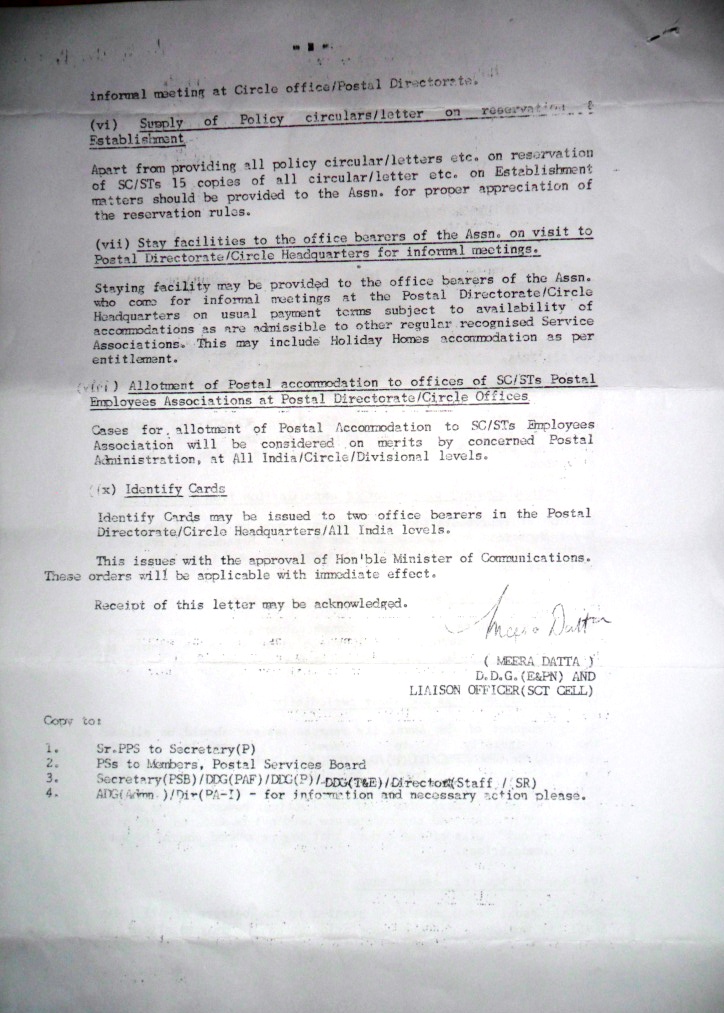 informal meeting at Circle office/Postal Directorate.
(vi) Supply of Policy circulars/letter on reservation &
Establishment
Apart from providing all policy circular/letters etc. on reservation
of SC/STs 15 copies of all circular/letter etc. on Establishment
matters should be provided to the Assn. for proper appreciation of
the reservation rules.
(vii) Stay facilities to the office bearers of the Assn. on visit to
Postal Directorate/Circle Headquarters for informal meetings.
Staying facility may be provided to the office bearers of the Assn.
who come for informal meetings at the Postal Directorate/Circle
Headquarters on usual payment terms subject to availability of
accommodations as are admissible to other regular recognised Service
Associations. This may include Holiday Homes accommodation as per
entitlement.
(viii) Allotment of Postal accommodation to offices of SC/STs Postal
Employees Associations at Postal Directorate/Circle Offices
Cases for allotment of Postal Accommodation to SC/STs Employees
Association will be considered on merits by concerned Postal
Administration, at All India/Circle/Divisional levels.
(ix) Identify Cards
Identify Cards may be issued to two office bearers in the Postal
Directorate/Circle Headquarters/All India levels.
This issues with the approval of Hon'ble Minister of Communications.
These orders will be applicable with immediate effect.
Receipt of this letter may be acknowledged.
Meera Datta
( MEERA DATTA )
D.D.G.(E&PN) AND
LIAISON OFFICER(SCT CELL)
Copy to:
1. Sr.PPS to Secretary(P)
2. PSs to Members, Postal Services Board
3. Secretary(PSB)/DDG(PAF)/DDG(P)/DDG(T&E)/Director(Staff / SR)
4. ADG(Admn.)/Dir(PA-I) - for information and necessary action please.